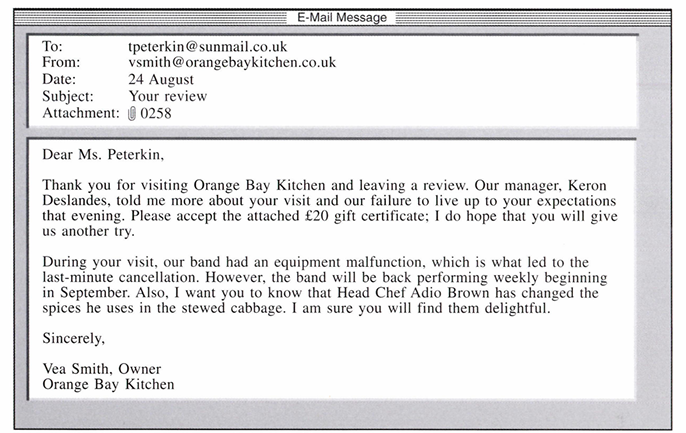 E-Mail Message
To: tpeterkin@sunmail.co.uk
From: vsmith@orangebaykitchen.co.uk
Date: 24 August
Subject: Your review
Attachment: 0258
Dear Ms. Peterkin,
Thank you for visiting Orange Bay Kitchen and leaving a review. Our manager, Keron
Deslandes, told me more about your visit and our failure to live up to your expectations
that evening. Please accept the attached £20 gift certificate; I do hope that you will give
us another try.
During your visit, our band had an equipment malfunction, which is what led to the
last-minute cancellation. However, the band will be back performing weekly beginning
in September. Also, I want you to know that Head Chef Adio Brown has changed the
spices he uses in the stewed cabbage. I am sure you will find them delightful.
Sincerely,
Vea Smith, Owner
Orange Bay Kitchen